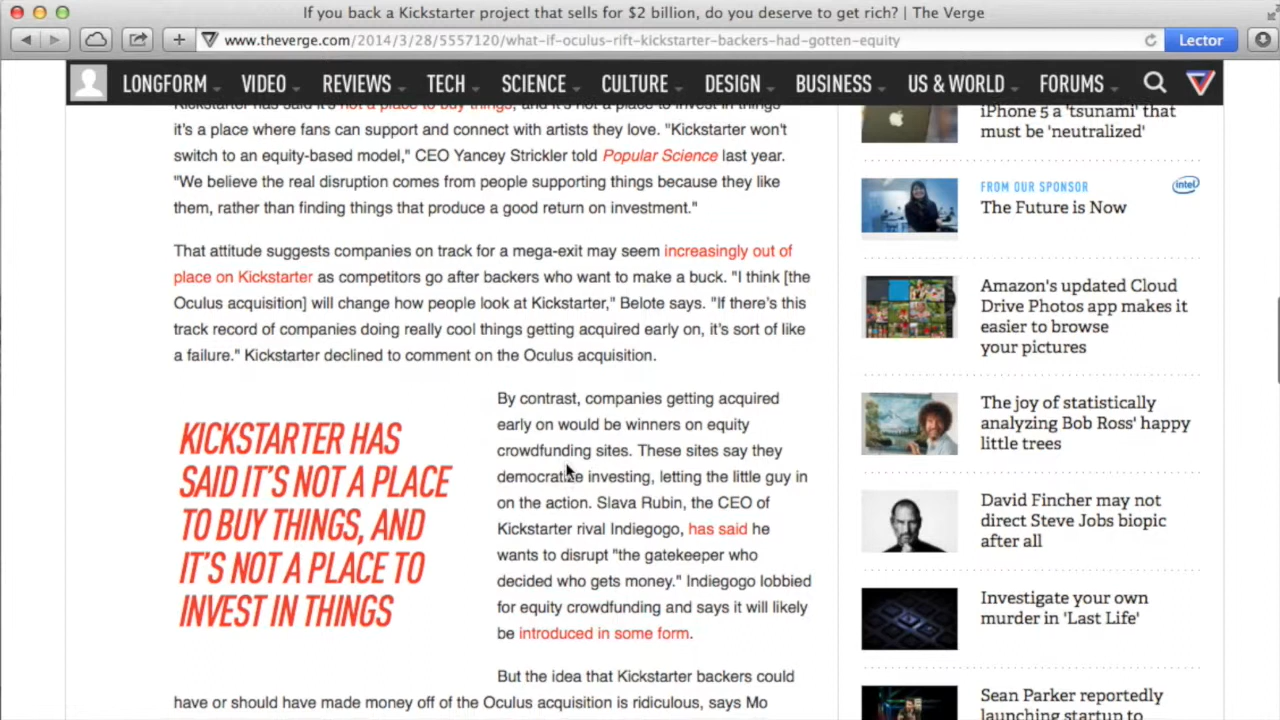 If you back a Kickstarter project that sells for $2 billion, do you deserve to get rich? | The Verge
www.theverge.com/2014/3/28/5557120/what-if-oculus-rift-kickstarter-backers-had-gotten-equity
Lector
LONGFORM VIDEO REVIEWS TECH SCIENCE CULTURE DESIGN BUSINESS US & WORLD FORUMS
Kickstarter has said it's not a place to buy things, and it's not a place to invest in things
it's a place where fans can support and connect with artists they love. "Kickstarter won't
switch to an equity-based model," CEO Yancey Strickler told Popular Science last year.
"We believe the real disruption comes from people supporting things because they like
them, rather than finding things that produce a good return on investment."
That attitude suggests companies on track for a mega-exit may seem increasingly out of
place on Kickstarter as competitors go after backers who want to make a buck. "I think [the
Oculus acquisition] will change how people look at Kickstarter," Belote says. "If there's this
track record of companies doing really cool things getting acquired early on, it's sort of like
a failure." Kickstarter declined to comment on the Oculus acquisition.
KICKSTARTER HAS
SAID IT'S NOT A PLACE
TO BUY THINGS, AND
IT'S NOT A PLACE TO
INVEST IN THINGS
By contrast, companies getting acquired
early on would be winners on equity
crowdfunding sites. These sites say they
democratize investing, letting the little guy in
on the action. Slava Rubin, the CEO of
Kickstarter rival Indiegogo, has said he
wants to disrupt "the gatekeeper who
decided who gets money." Indiegogo lobbied
for equity crowdfunding and says it will likely
be introduced in some form.
But the idea that Kickstarter backers could
have or should have made money off of the Oculus acquisition is ridiculous, says Mo
iPhone 5 a 'tsunami' that
must be 'neutralized'
FROM OUR SPONSOR
intel
The Future is Now
Amazon's updated Cloud
Drive Photos app makes it
easier to browse
your pictures
The joy of statistically
analyzing Bob Ross' happy
little trees
David Fincher may not
direct Steve Jobs biopic
after all
Investigate your own
murder in 'Last Life'
Sean Parker reportedly
launching startup to